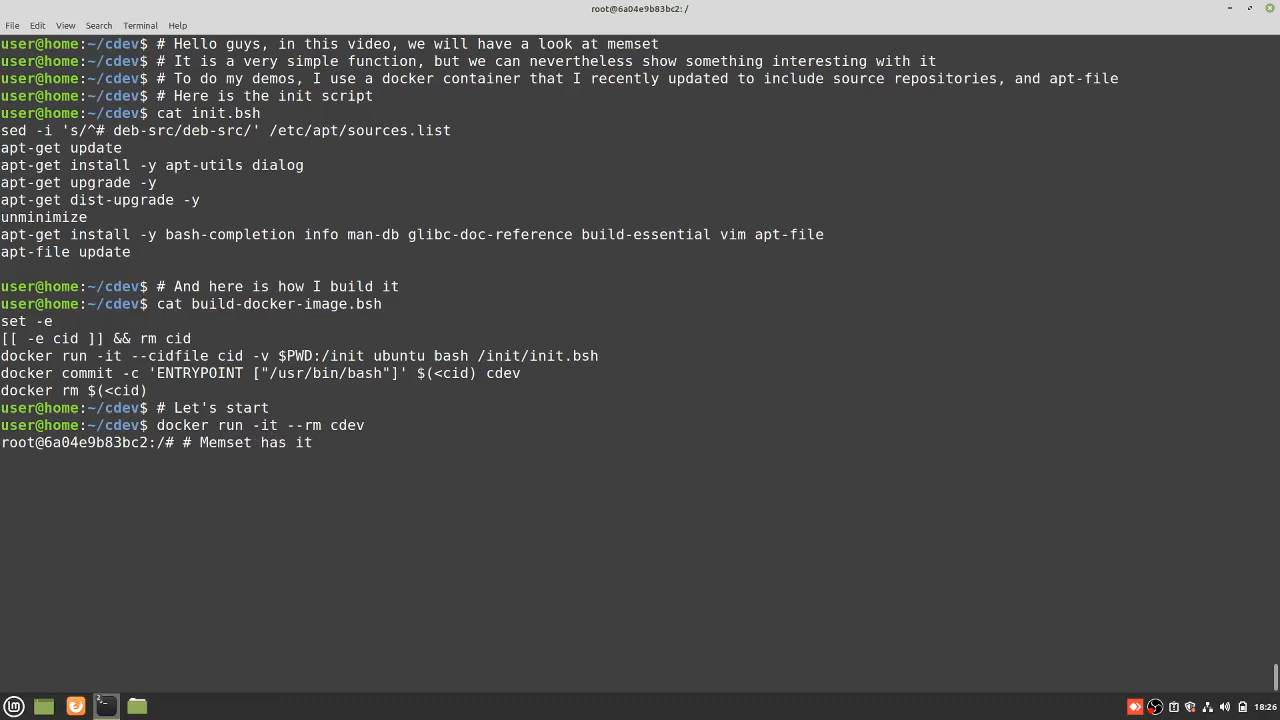 root@6a04e9b83bc2: /
File Edit View Search Terminal Help
user@home:~/cdev$ # Hello guys, in this video, we will have a look at memset
user@home:~/cdev$ # It is a very simple function, but we can nevertheless show something interesting with it
user@home:~/cdev$ # To do my demos, I use a docker container that I recently updated to include source repositories, and apt-file
user@home:~/cdev$ # Here is the init script
user@home:~/cdev$ cat init.bsh
sed -i 's/^# deb-src/deb-src/' /etc/apt/sources.list
apt-get update
apt-get install -y apt-utils dialog
apt-get upgrade -y
apt-get dist-upgrade -y
unminimize
apt-get install -y bash-completion info man-db glibc-doc-reference build-essential vim apt-file
apt-file update
user@home:~/cdev$ # And here is how I build it
user@home:~/cdev$ cat build-docker-image.bsh
set -e
[[ -e cid ]] && rm cid
docker run -it --cidfile cid -v $PWD:/init ubuntu bash /init/init.bsh
docker commit -c 'ENTRYPOINT ["/usr/bin/bash"]' $(<cid) cdev
docker rm $(<cid)
user@home:~/cdev$ # Let's start
user@home:~/cdev$ docker run -it --rm cdev
root@6a04e9b83bc2:/# # Memset has it
18:26